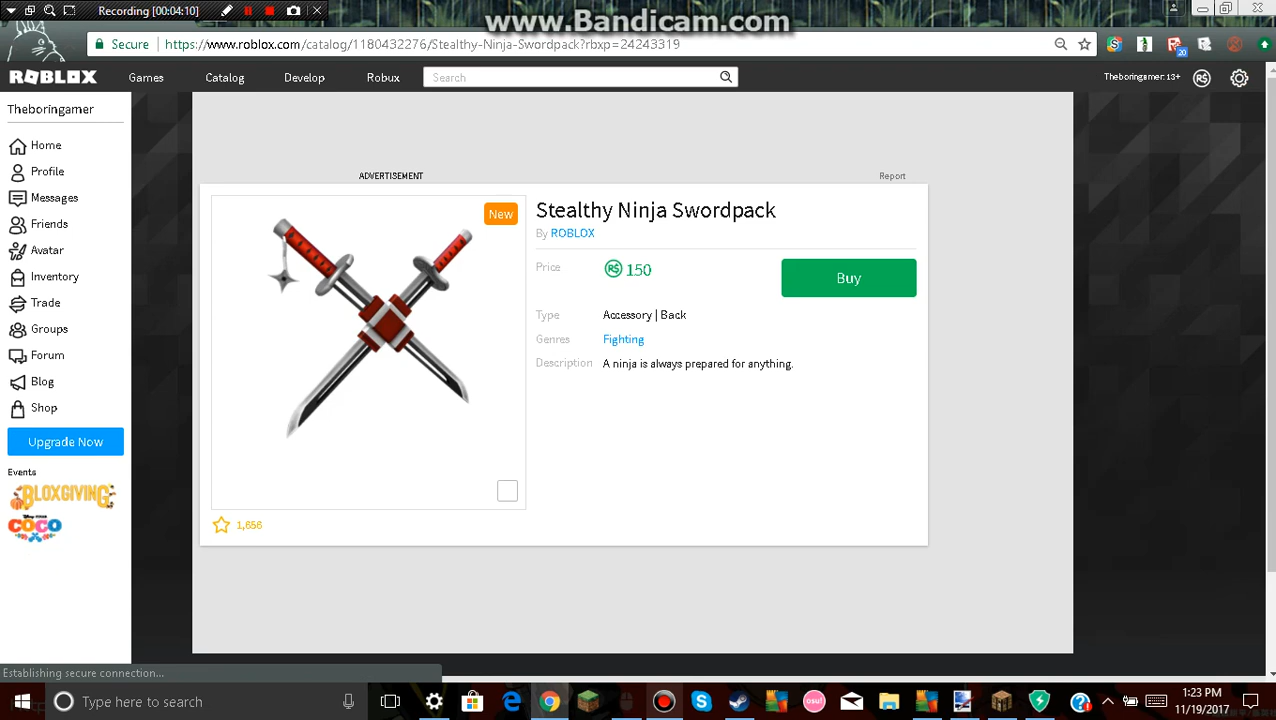 Recording [00:04:10]
www.Bandicam.com
Secure https://www.roblox.com/catalog/1180432276/Stealthy-Ninja-Swordpack?rbxp=24243319
20
ROBLOX Games Catalog Develop Robux Search Theboringamer: 13+ R$
Theboringamer
Home
Profile
Messages
Friends
Avatar
Inventory
Trade
Groups
Forum
Blog
Shop
Upgrade Now
Events
BLOXGIVING
COCO
ADVERTISEMENT Report
New
Stealthy Ninja Swordpack
By ROBLOX
Price R$ 150 Buy
Type Accessory | Back
Genres Fighting
Description A ninja is always prepared for anything.
1,656
Establishing secure connection...
Type here to search
osu!
1:23 PM
11/19/2017